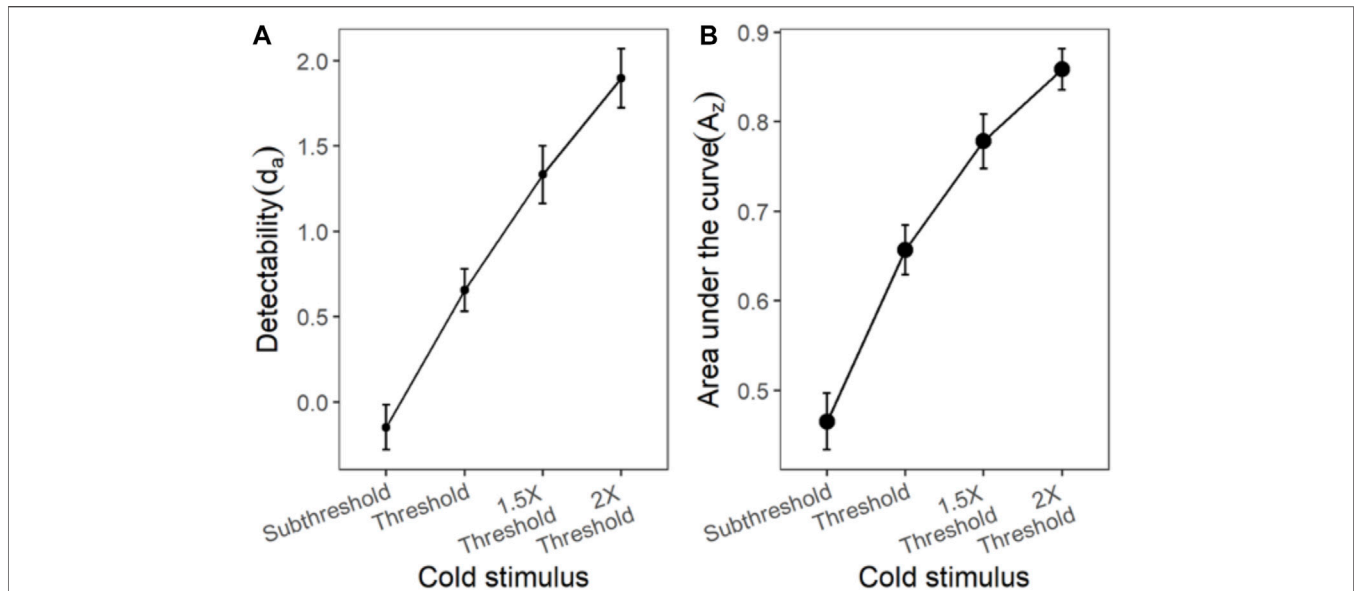 A
Detectability(da)
2.0
1.5
1.0
0.5
0.0
Subthreshold
Threshold
1.5X
Threshold
2X
Threshold
Cold stimulus
B
Area under the curve(Az)
0.9
0.8
0.7
0.6
0.5
Subthreshold
Threshold
1.5X
Threshold
2X
Threshold
Cold stimulus